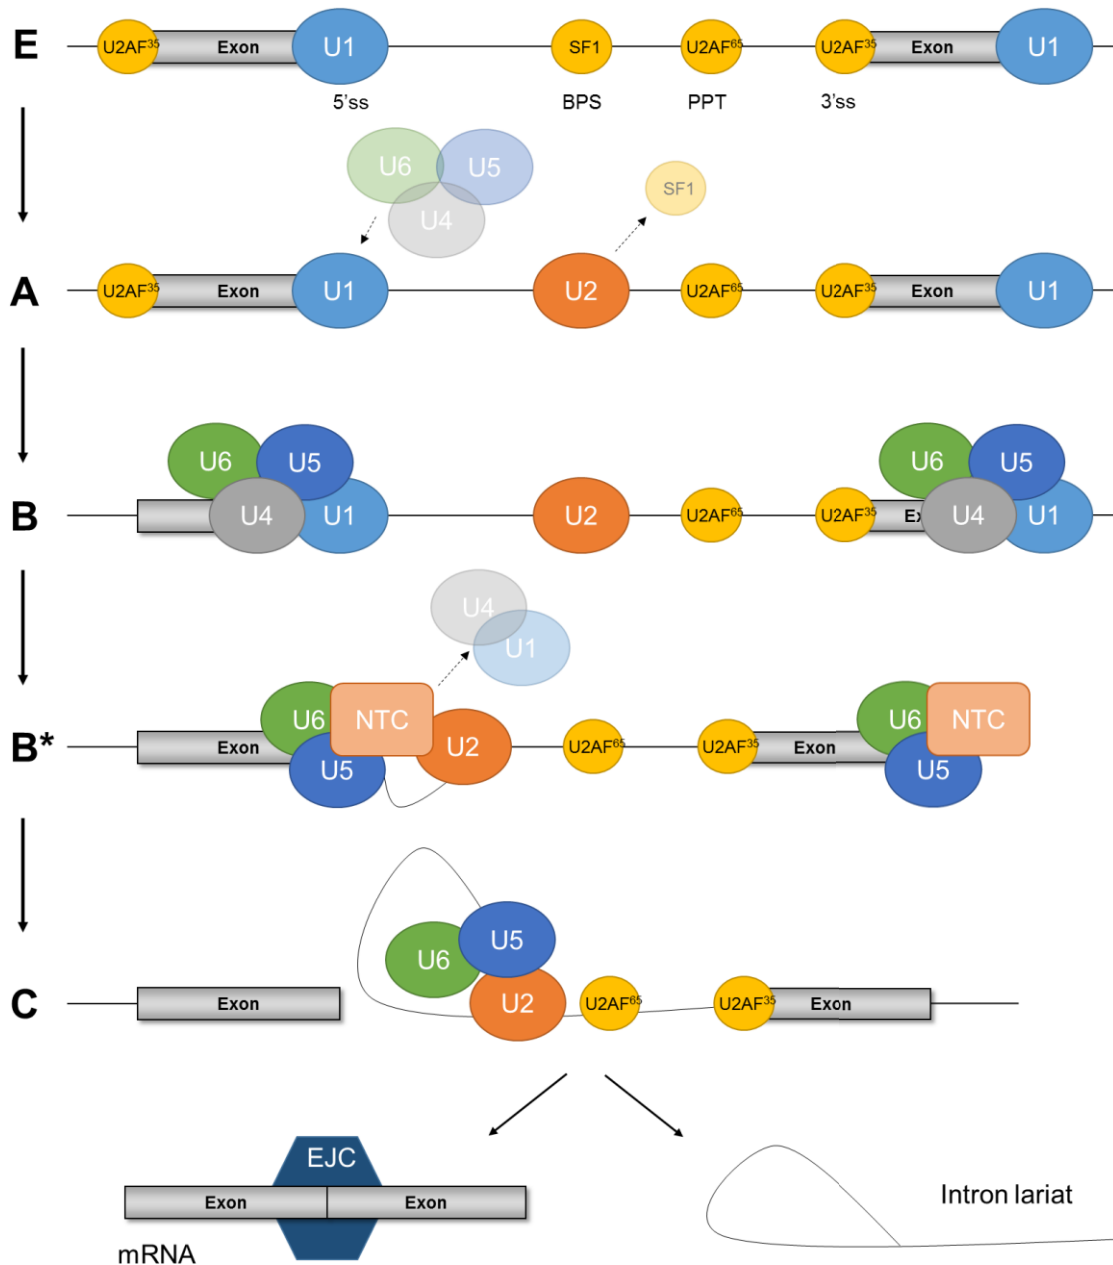 E
U2AF35 Exon U1 SF1 U2AF65 U2AF35 Exon U1
5'ss BPS PPT 3'ss
U6 U5
U4
SF1
A
U2AF35 Exon U1 U2 U2AF65 U2AF35 Exon U1
U6 U5 U6 U5
B
U4 U1 U2 U2AF65 U2AF35 Ex U4 U1
U4
U1
B*
U6 NTC U6 NTC
Exon U2 U2AF65 U2AF35 Exon
U5 U5
U5
U6
C
Exon U2 U2AF65 U2AF35 Exon
EJC
Exon Exon
Intron lariat
mRNA